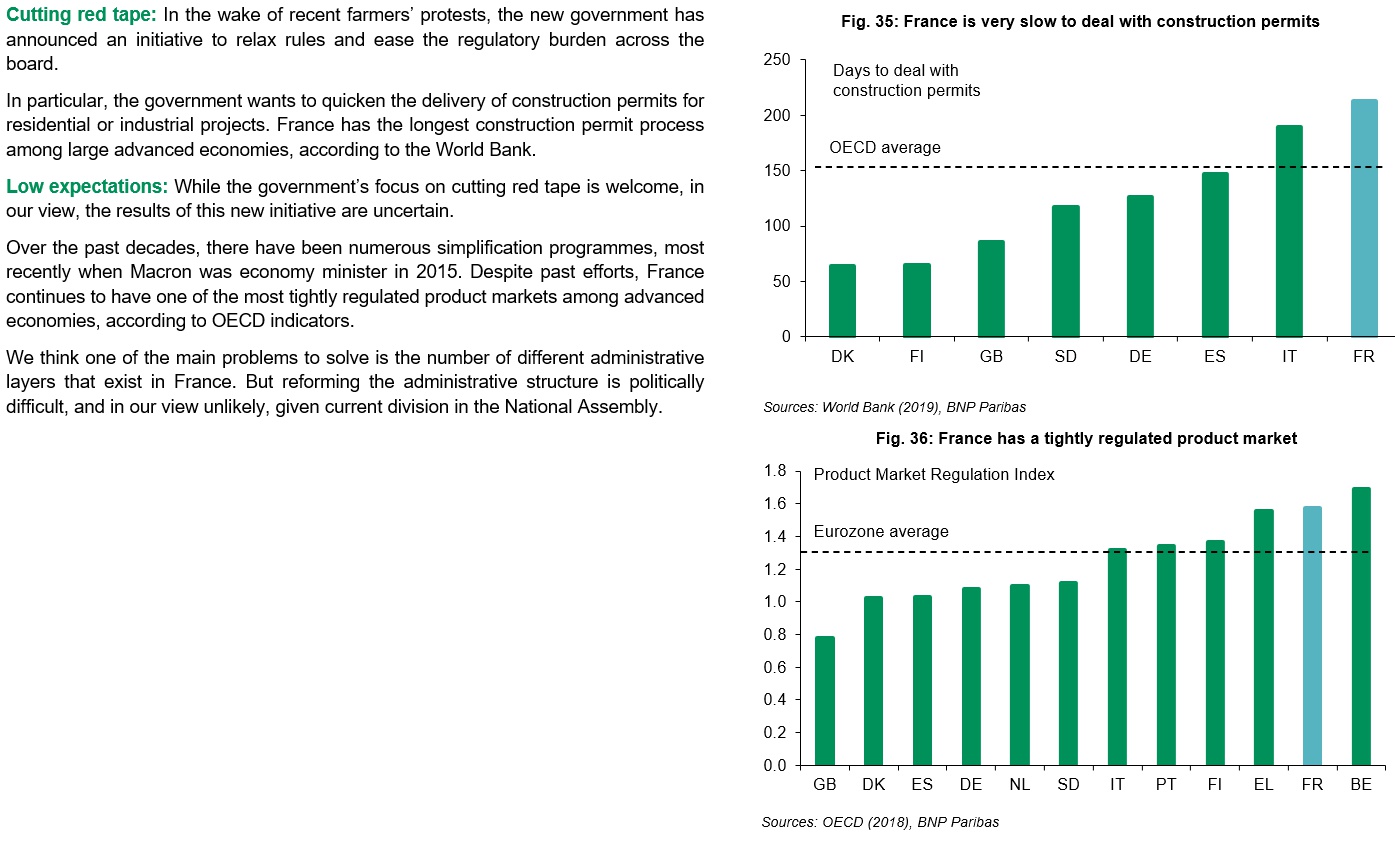 Cutting red tape: In the wake of recent farmers’ protests, the new government has
announced an initiative to relax rules and ease the regulatory burden across the
board.
In particular, the government wants to quicken the delivery of construction permits for
residential or industrial projects. France has the longest construction permit process
among large advanced economies, according to the World Bank.
Low expectations: While the government’s focus on cutting red tape is welcome, in
our view, the results of this new initiative are uncertain.
Over the past decades, there have been numerous simplification programmes, most
recently when Macron was economy minister in 2015. Despite past efforts, France
continues to have one of the most tightly regulated product markets among advanced
economies, according to OECD indicators.
We think one of the main problems to solve is the number of different administrative
layers that exist in France. But reforming the administrative structure is politically
difficult, and in our view unlikely, given current division in the National Assembly.
Fig. 35: France is very slow to deal with construction permits
250
Days to deal with
construction permits
200
OECD average
150
100
50
0
DK FI GB SD DE ES IT FR
Sources: World Bank (2019), BNP Paribas
Fig. 36: France has a tightly regulated product market
1.8
Product Market Regulation Index
1.6
Eurozone average
1.4
1.2
1.0
0.8
0.6
0.4
0.2
0.0
GB DK ES DE NL SD IT PT FI EL FR BE
Sources: OECD (2018), BNP Paribas